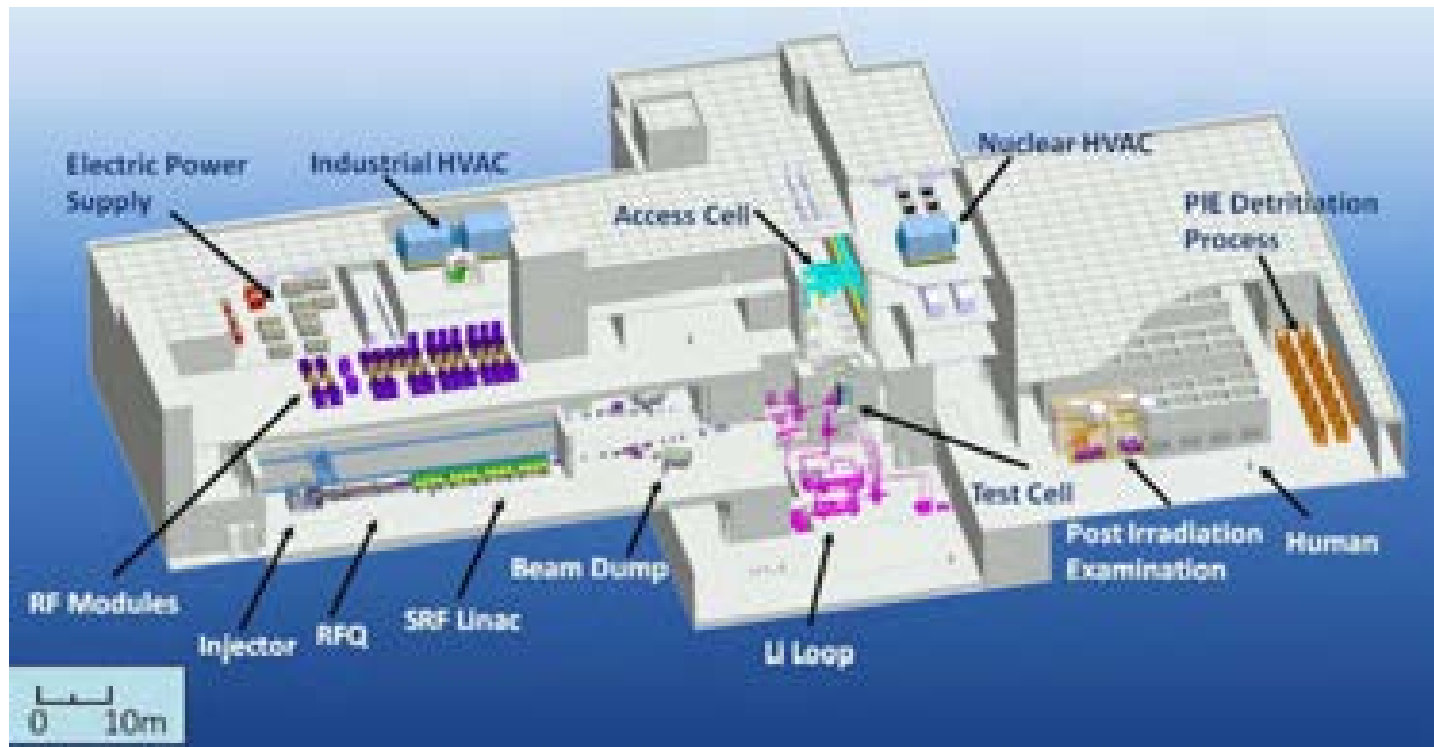 Electric Power
Supply
Industrial HVAC
Nuclear HVAC
Access Cell
PIE Detritiation
Process
Test Cell
Post Irradiation
Examination
Human
Beam Dump
RF Modules
Injector
RFQ
SRF Linac
Li Loop
0 10m